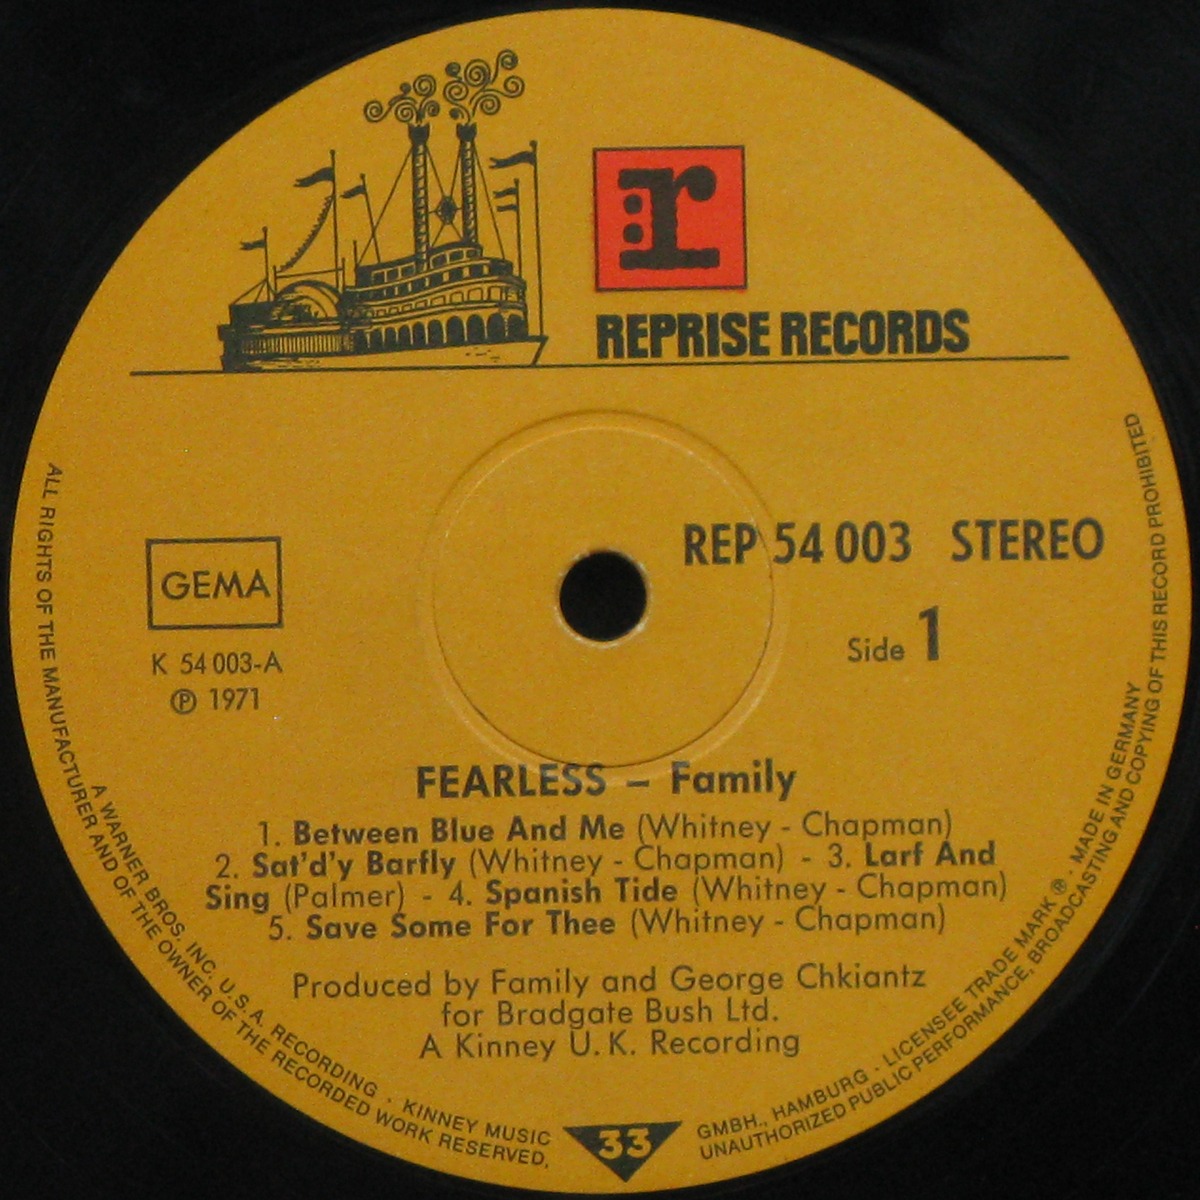 r
REPRISE RECORDS
REP 54 003 STEREO
GEMA
Side 1
K 54 003-A
℗ 1971
FEARLESS – Family
1. Between Blue And Me (Whitney - Chapman)
2. Sat'd'y Barfly (Whitney - Chapman) - 3. Larf And
Sing (Palmer) - 4. Spanish Tide (Whitney - Chapman)
5. Save Some For Thee (Whitney - Chapman)
Produced by Family and George Chkiantz
for Bradgate Bush Ltd.
A Kinney U.K. Recording
ALL RIGHTS OF THE MANUFACTURER AND OF THE OWNER OF THE RECORDED WORK RESERVED,
UNAUTHORIZED PUBLIC PERFORMANCE, BROADCASTING AND COPYING OF THIS RECORD PROHIBITED
A WARNER BROS. INC. U.S.A. RECORDING · KINNEY MUSIC
GMBH., HAMBURG · LICENSEE TRADE MARK ® · MADE IN GERMANY
33